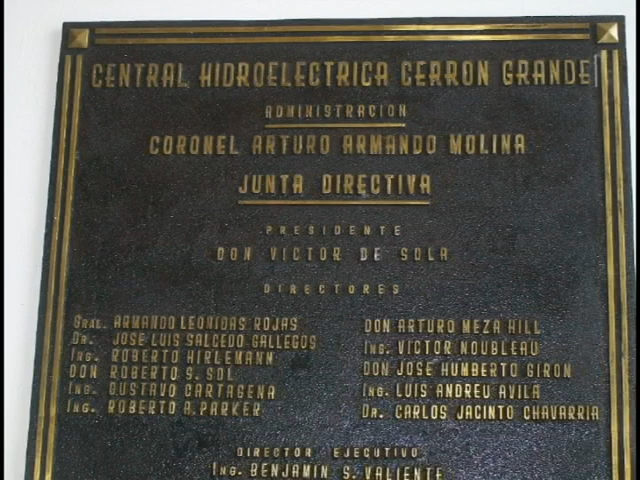 CENTRAL HIDROELECTRICA CERRON GRANDE
ADMINISTRACION
CORONEL ARTURO ARMANDO MOLINA
JUNTA DIRECTIVA
PRESIDENTE
DON VICTOR DE SOLA
DIRECTORES
GRAL. ARMANDO LEONIDAS ROJAS
DR. JOSE LUIS SALCEDO GALLEGOS
ING. ROBERTO HIRLEMANN
DON ROBERTO S. SOL
ING. GUSTAVO CARTAGENA
ING. ROBERTO A. PARKER
DON ARTURO MEZA HILL
ING. VICTOR NOUBLEAU
DON JOSE HUMBERTO GIRON
ING. LUIS ANDREU AVILA
DR. CARLOS JACINTO CHAVARRIA
DIRECTOR EJECUTIVO
ING. BENJAMIN S. VALIENTE